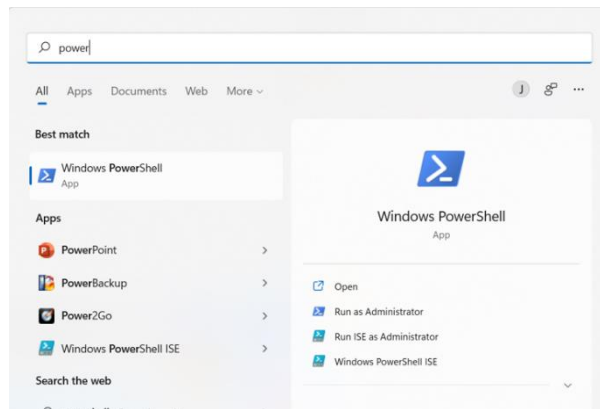 power
All Apps Documents Web More
J
Best match
Windows PowerShell
App
Apps
PowerPoint
PowerBackup
Power2Go
Windows PowerShell ISE
Search the web
Windows PowerShell
App
Open
Run as Administrator
Run ISE as Administrator
Windows PowerShell ISE